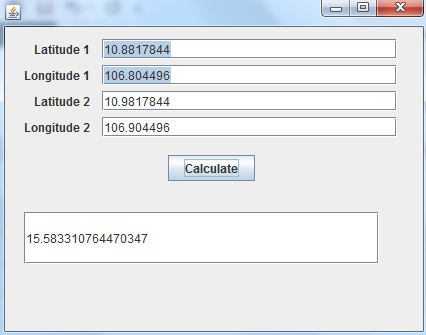 Latitude 1 10.8817844
Longitude 1 106.804496
Latitude 2 10.9817844
Longitude 2 106.904496
Calculate
15.583310764470347